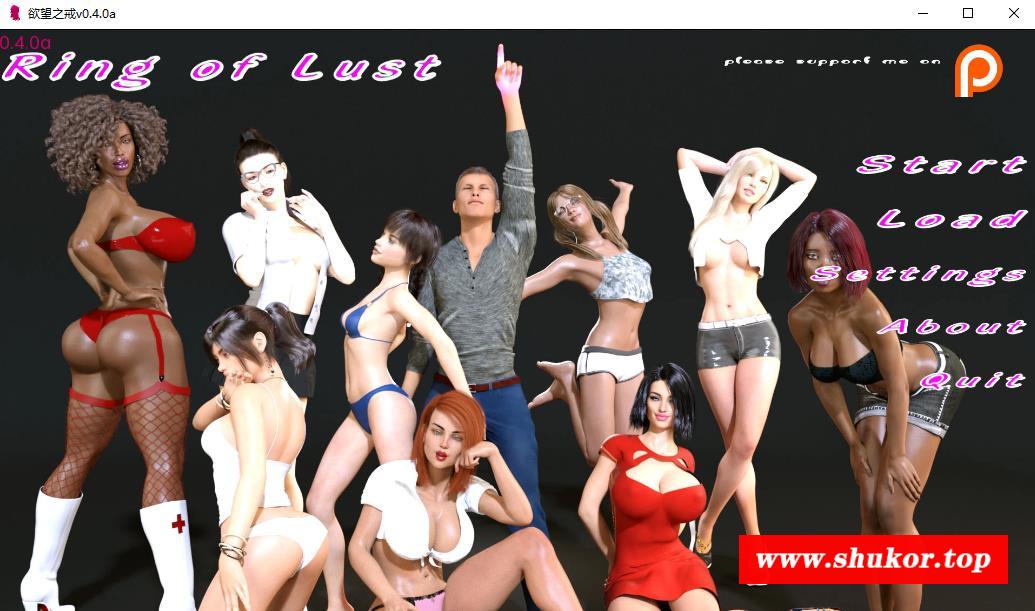 欲望之戒v0.4.0a
0.4.0a
Ring of Lust
please support me on
Start
Load
Settings
About
Quit
www.shukor.top